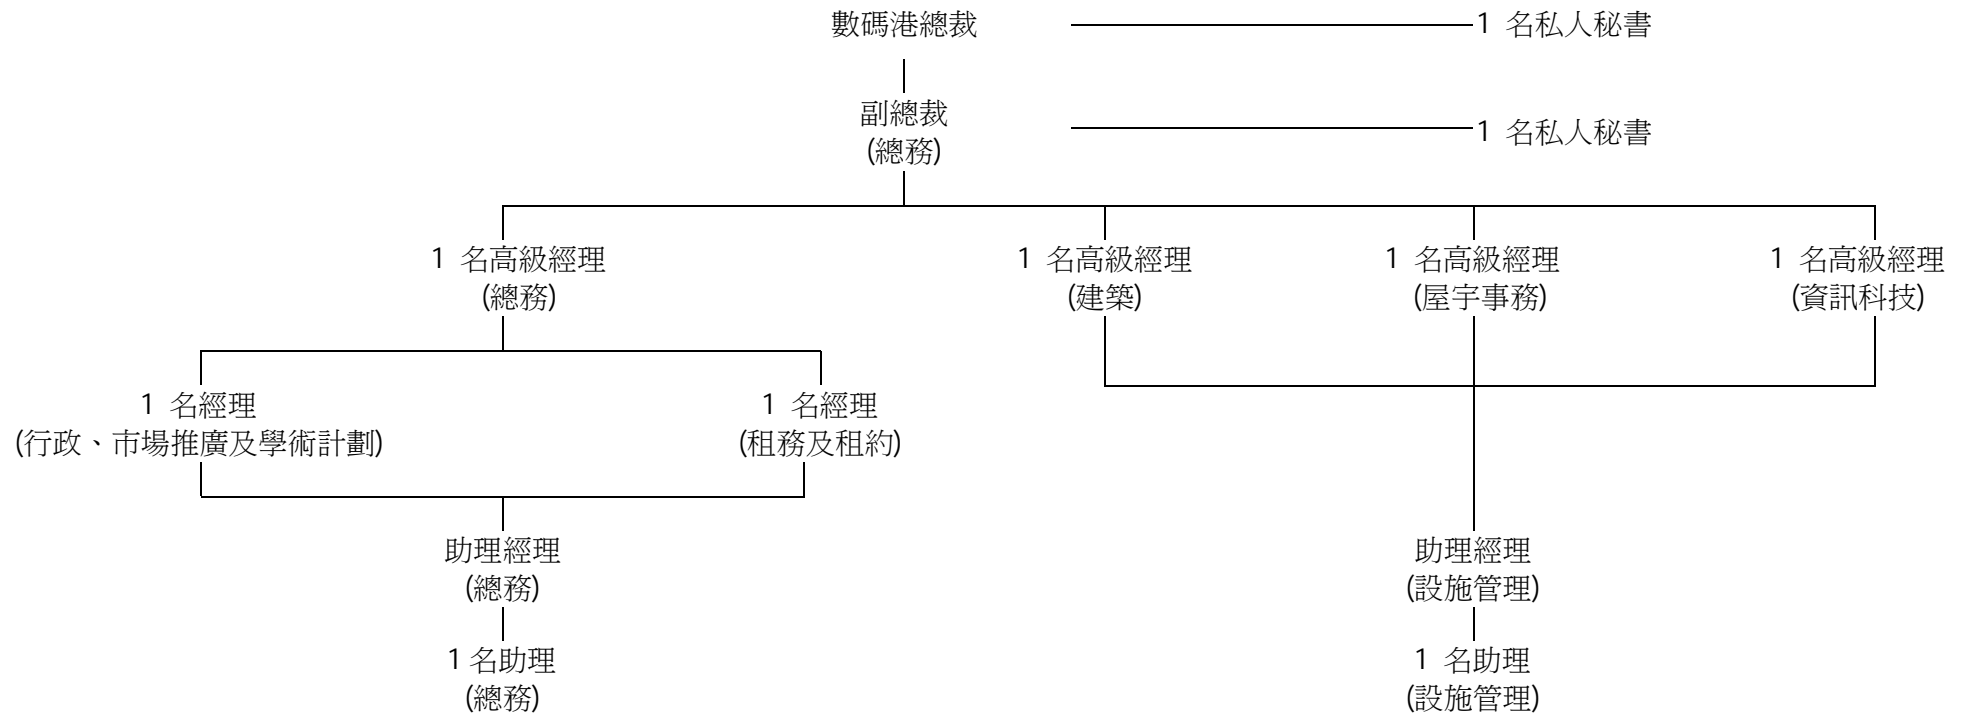 數碼港總裁
1 名私人秘書
副總裁
(總務)
1 名私人秘書
1 名高級經理
(總務)
1 名高級經理
(建築)
1 名高級經理
(屋宇事務)
1 名高級經理
(資訊科技)
1 名經理
(行政、市場推廣及學術計劃)
1 名經理
(租務及租約)
助理經理
(總務)
助理經理
(設施管理)
1 名助理
(總務)
1 名助理
(設施管理)